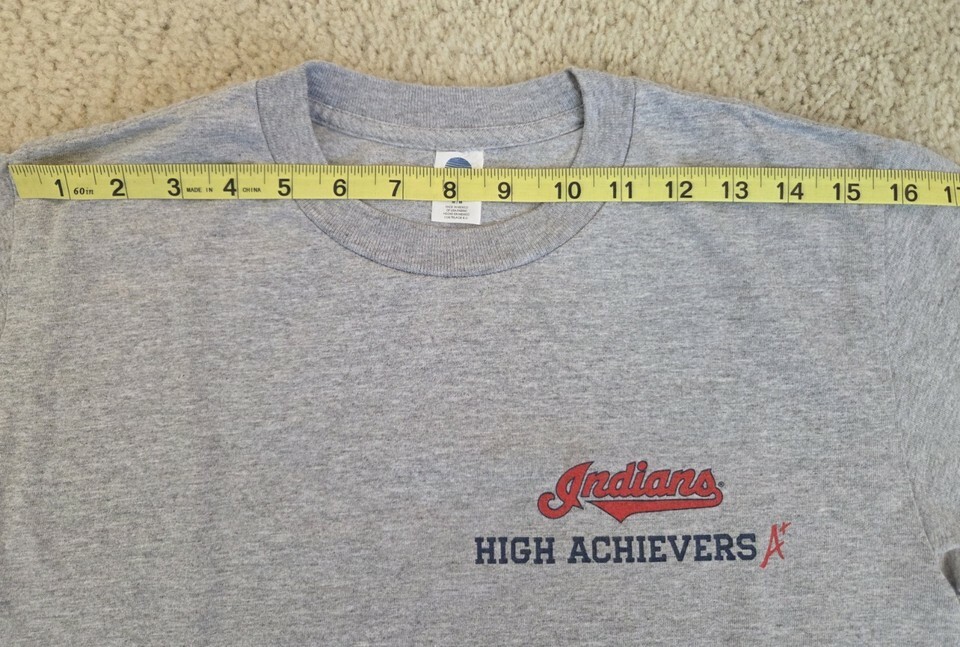 1 60in 2 3 MADE IN 4 CHINA 5 6 7 8 9 10 11 12 13 14 15 16
Indians
HIGH ACHIEVERS A+